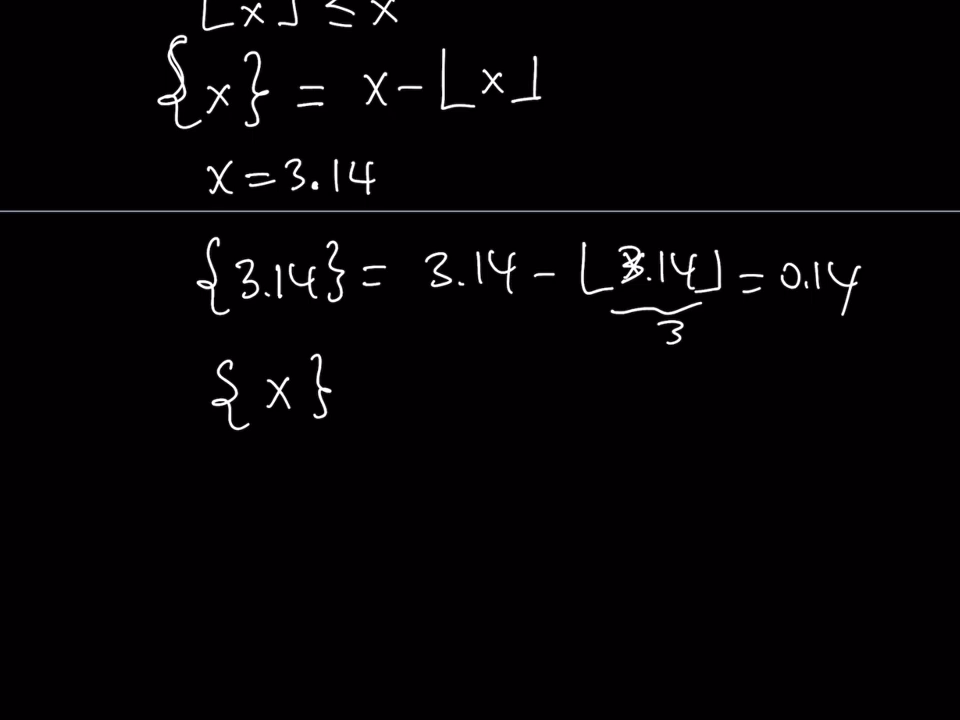 ⌊x⌋ ≤ x
{x} = x - ⌊x⌋
x = 3.14
{3.14} = 3.14 - ⌊3.14⌋ = 0.14
3
{x}